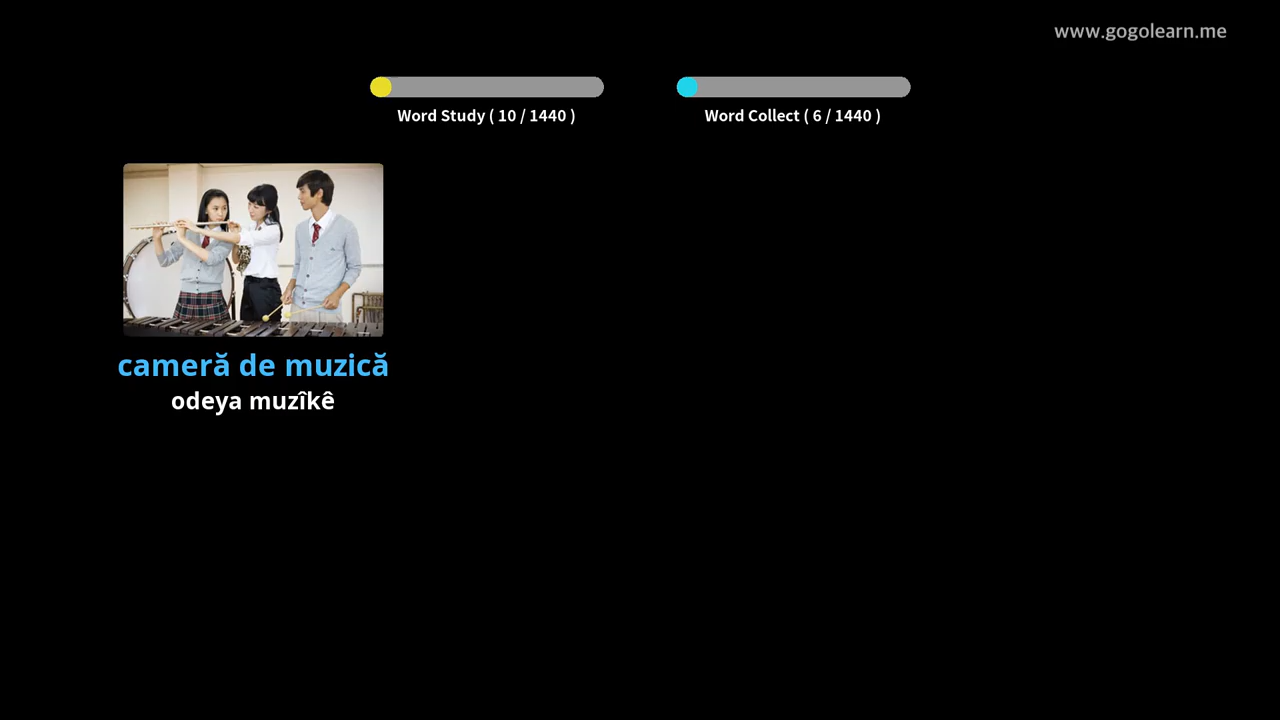 www.gogolearn.me
Word Study ( 10 / 1440 )
Word Collect ( 6 / 1440 )
cameră de muzică
odeya muzîkê